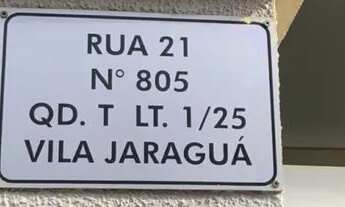 RUA 21
N° 805
QD. T LT. 1/25
VILA JARAGUÁ